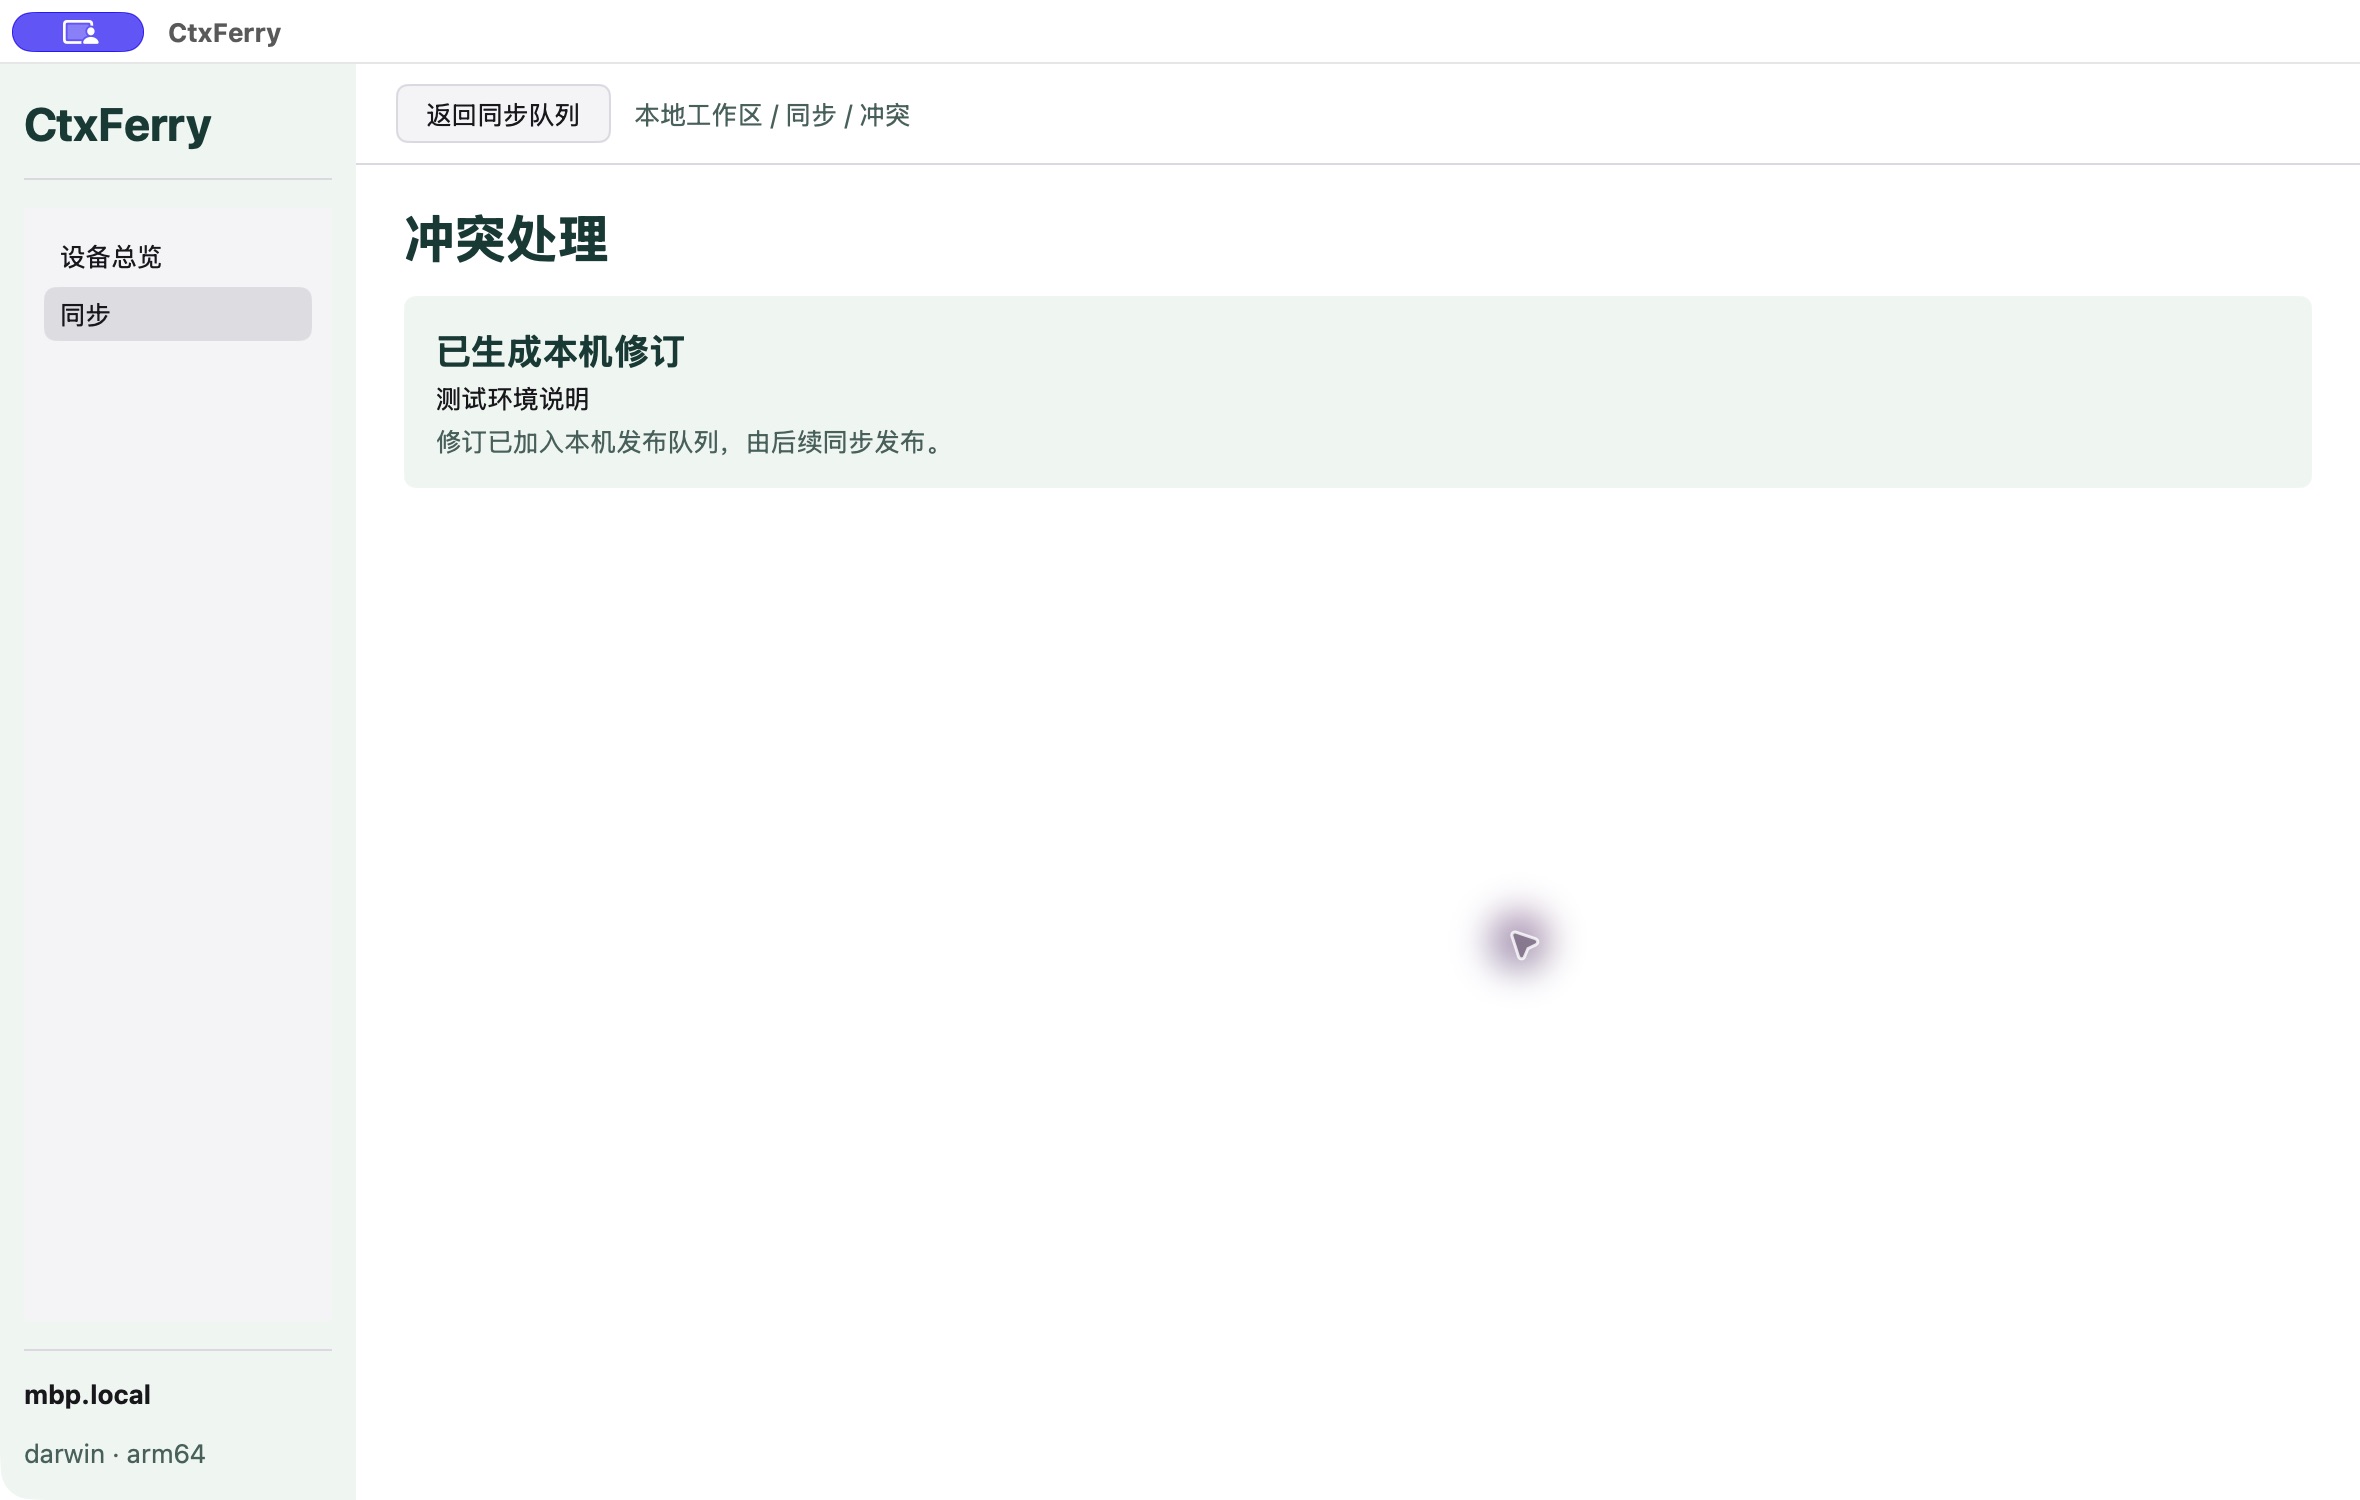 CtxFerry
CtxFerry
设备总览
同步
mbp.local
darwin · arm64
返回同步队列
本地工作区 / 同步 / 冲突
冲突处理
已生成本机修订
测试环境说明
修订已加入本机发布队列，由后续同步发布。